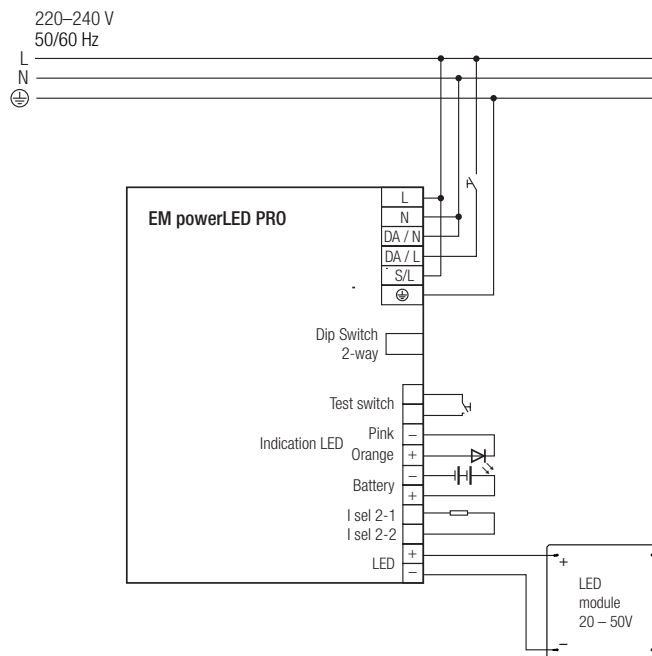 220–240 V
50/60 Hz
L
N
EM powerLED PRO
L
N
DA / N
DA / L
S/L
Dip Switch
2-way
Test switch
Indication LED
Pink
–
Orange
+
Battery
–
+
I sel 2-1
I sel 2-2
LED
+
–
+
LED
module
20 – 50V
–